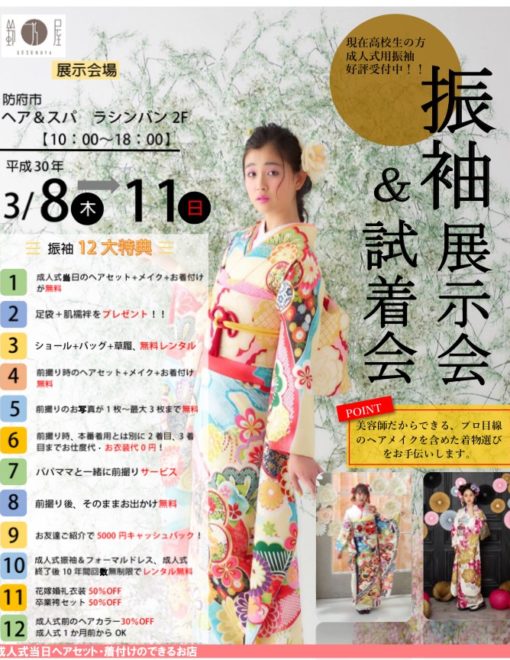 KOZUMAYA
展示会場
防府市
ヘア＆スパ　ラシンバン 2F
【10：00～18：00】
平成 30 年
3/8木 11日
振袖 12 大特典
1 成人式当日のヘアセット+メイク+お着付け
が無料
2 足袋＋肌襦袢をプレゼント！！
3 ショール+バッグ+草履、無料レンタル
4 前撮り時のヘアセット+メイク+お着付け
無料
5 前撮りのお写真が 1 枚～最大 3 枚まで無料
6 前撮り時、本番着用とは別に 2 着目、3 着
目までお仕度代・お衣装代 0 円！
7 パパママと一緒に前撮りサービス
8 前撮り後、そのままお出かけ無料
9 お友達ご紹介で 5000 円キャッシュバック！
10 成人式振袖＆フォーマルドレス、成人式
終了後 10 年間回数無制限でレンタル無料
11 花嫁婚礼衣装 50%OFF
卒業袴セット 50%OFF
12 成人式前のヘアカラー30%OFF
成人式 1 か月前から OK
成人式当日ヘアセット・着付けのできるお店
現在高校生の方
成人式用振袖
好評受付中！！
振袖展示会
＆試着会
POINT
美容師だからできる、プロ目線
のヘアメイクを含めた着物選び
をお手伝いします。